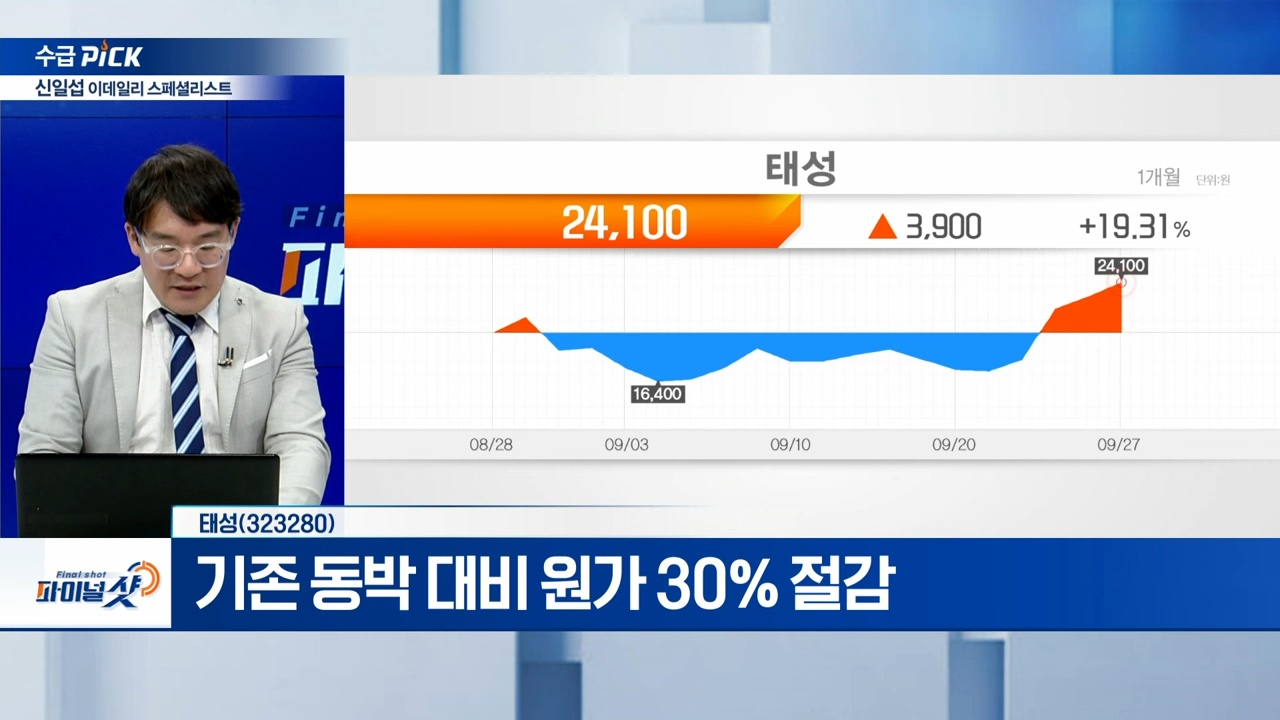 수급 PiCK
신일섭 이데일리 스페셜리스트
Fin
파
태성
1개월 단위:원
24,100 ▲ 3,900 +19.31%
24,100
16,400
08/28 09/03 09/10 09/20 09/27
태성(323280)
Final shot
파이널샷
기존 동박 대비 원가 30% 절감